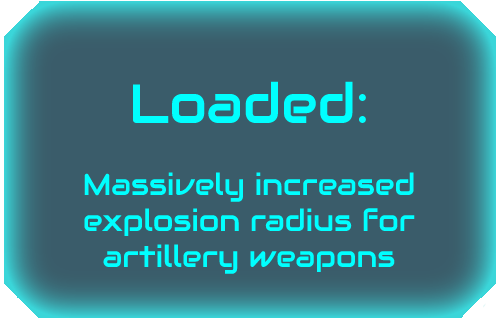 Loaded:
Massively increased
explosion radius for
artillery weapons